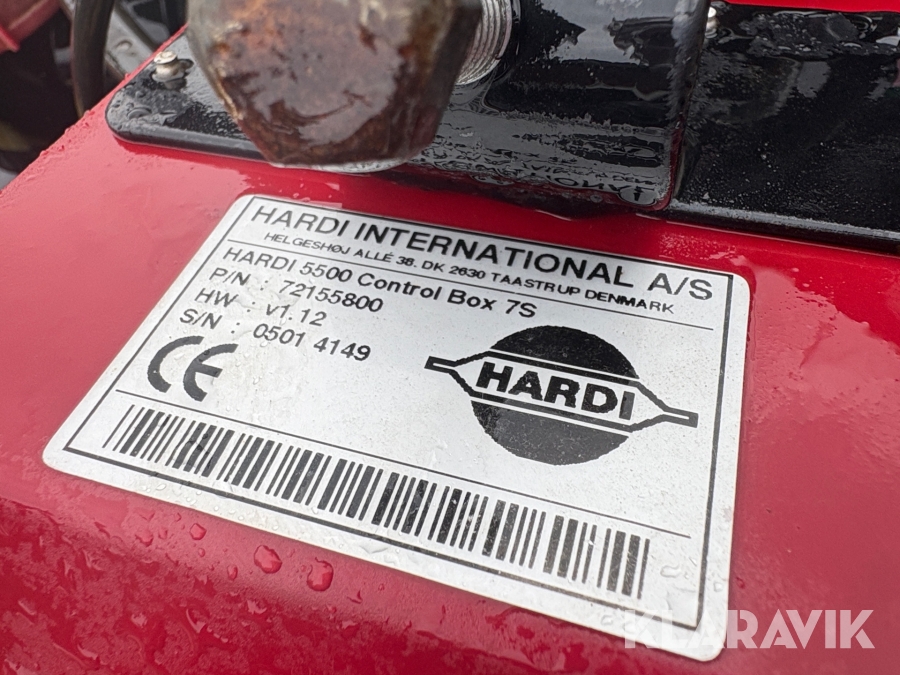 HARDI INTERNATIONAL A/S
HELGESHØJ ALLÉ 38. DK 2630 TAASTRUP DENMARK
HARDI 5500 Control Box 7S
P/N : 72155800
HW : v1.12
S/N : 0501 4149
CE
HARDI
KLARAVIK